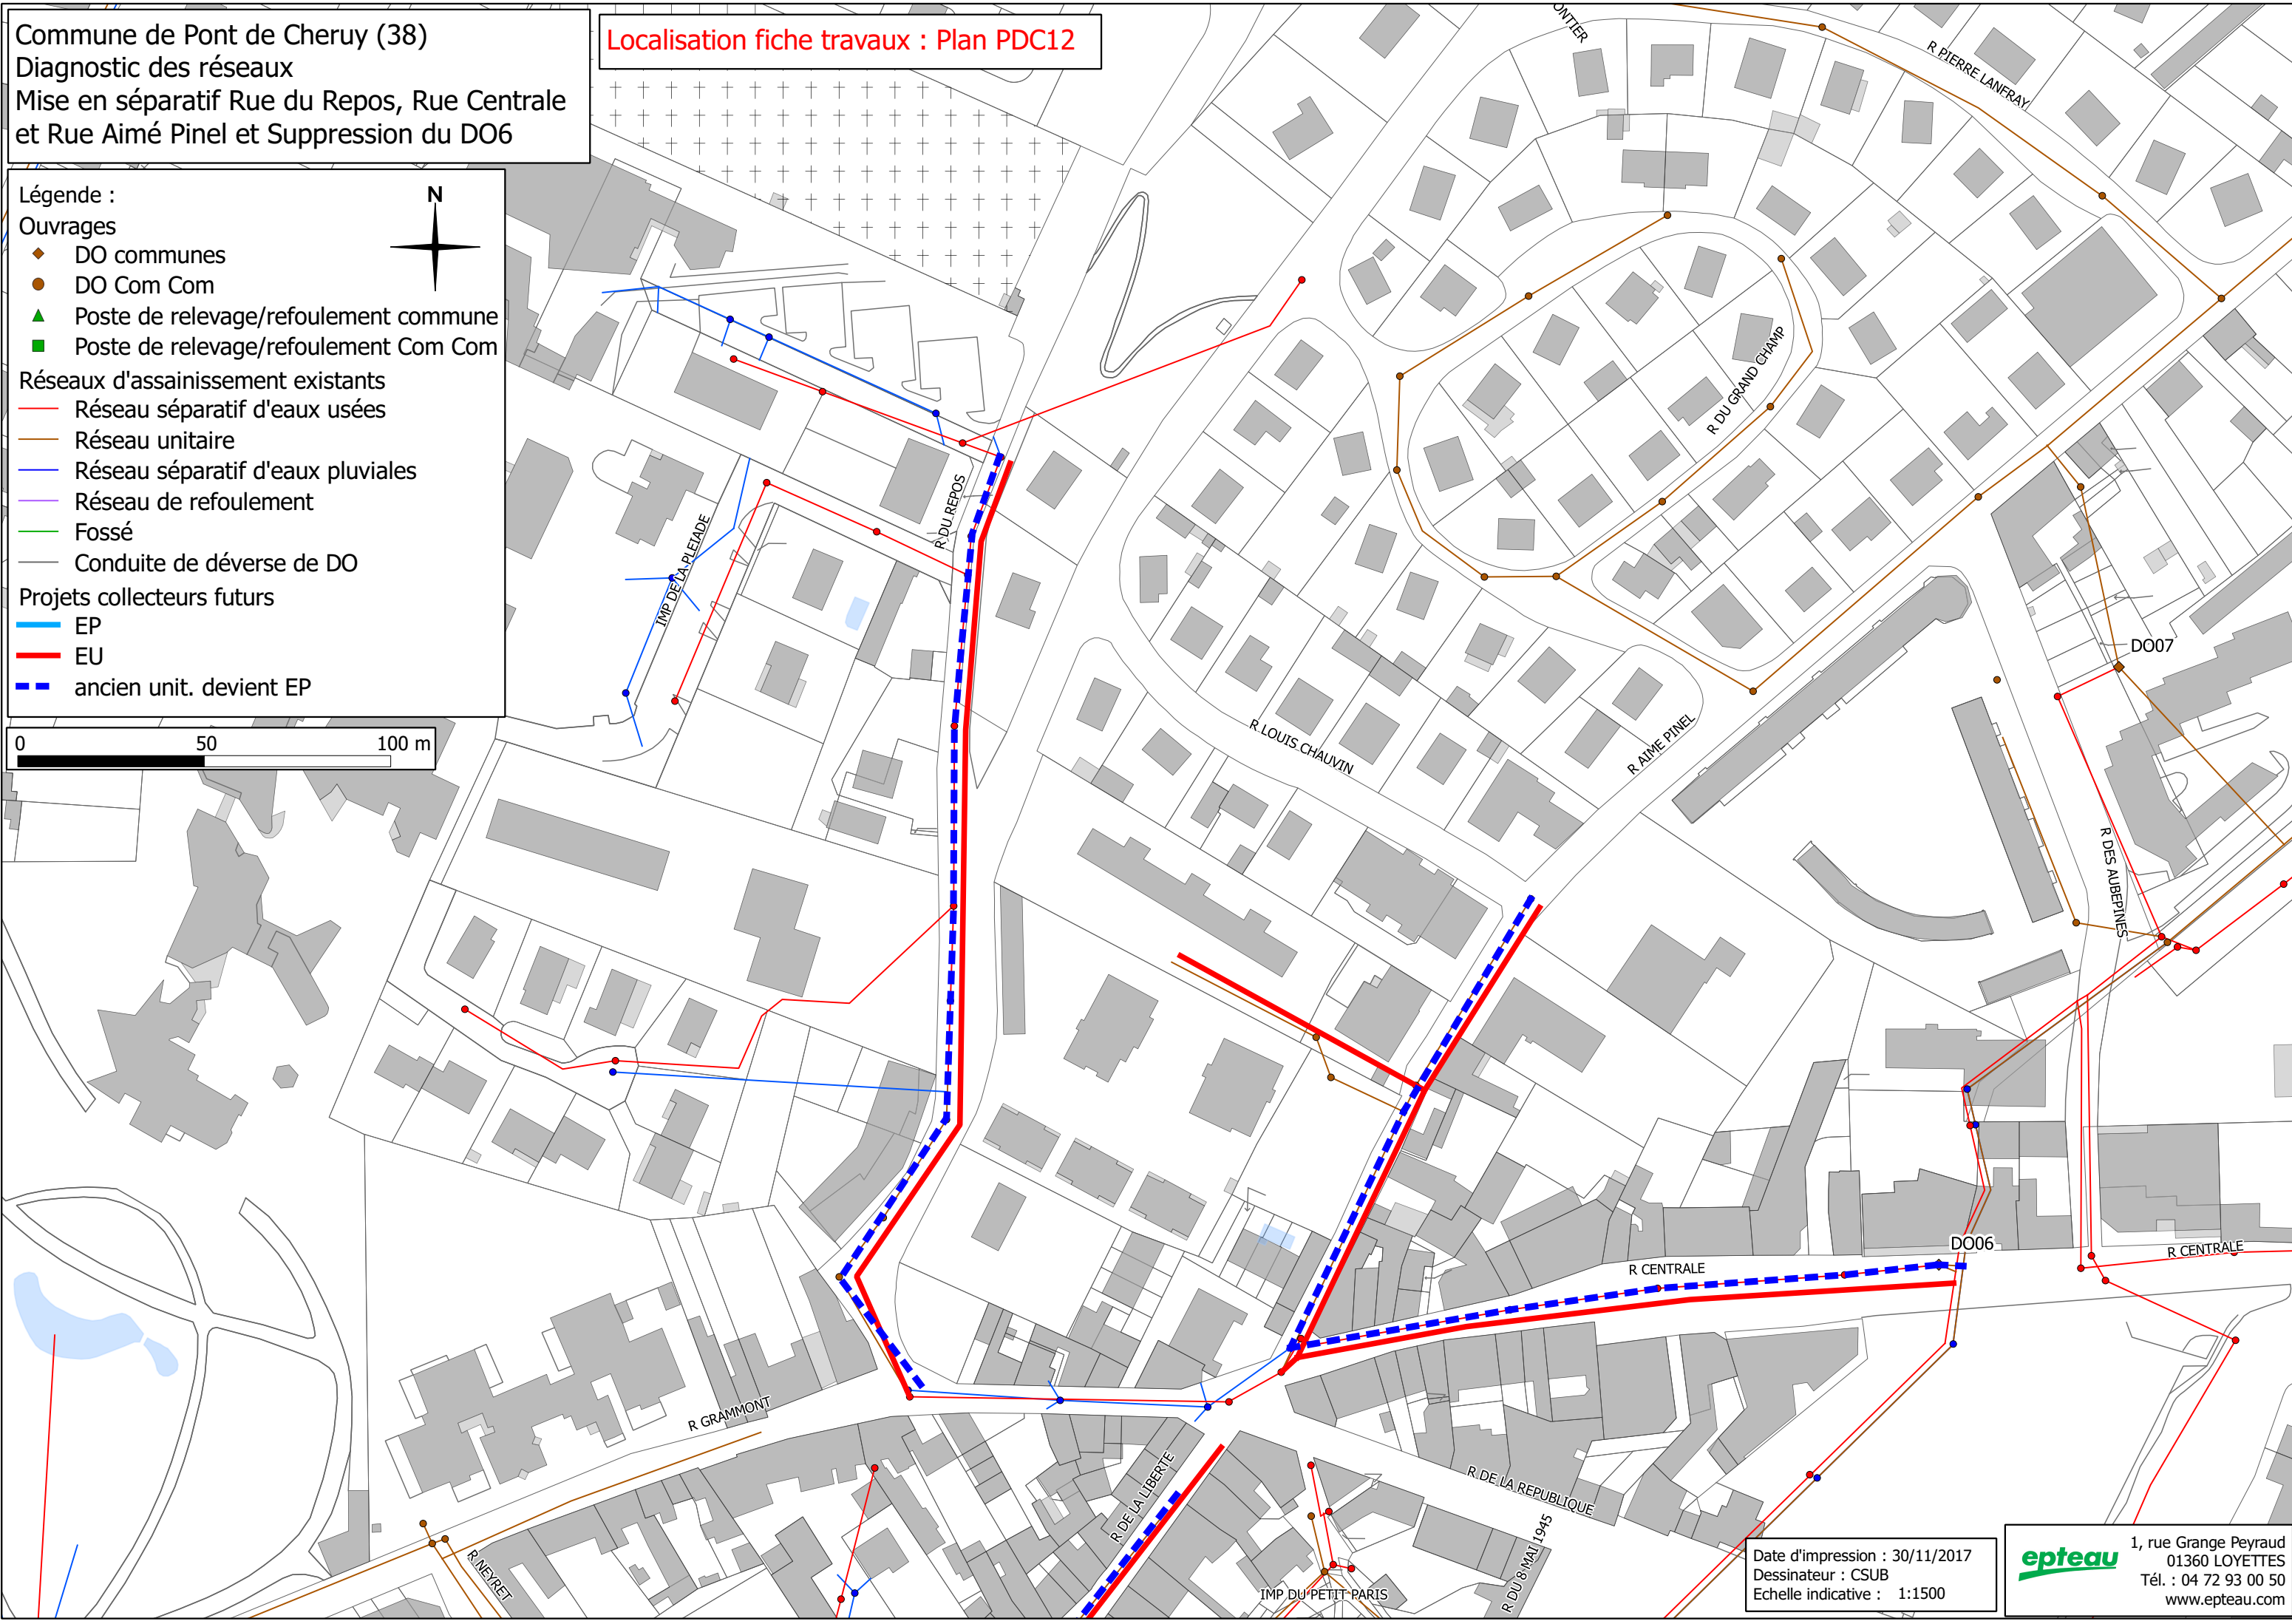 Commune de Pont de Cheruy (38)
Diagnostic des réseaux
Mise en séparatif Rue du Repos, Rue Centrale
et Rue Aimé Pinel et Suppression du DO6
Localisation fiche travaux : Plan PDC12
Légende :
N
Ouvrages
DO communes
DO Com Com
Poste de relevage/refoulement commune
Poste de relevage/refoulement Com Com
Réseaux d'assainissement existants
Réseau séparatif d'eaux usées
Réseau unitaire
Réseau séparatif d'eaux pluviales
Réseau de refoulement
Fossé
Conduite de déverse de DO
Projets collecteurs futurs
EP
EU
ancien unit. devient EP
0 50 100 m
ONTIER
R PIERRE LANFRAY
R DU GRAND CHAMP
R DU REPOS
IMP DE LA PLEIADE
DO07
R LOUIS CHAUVIN
R AIME PINEL
R DES AUBEPINES
DO06
R CENTRALE
R CENTRALE
R GRAMMONT
R DE LA LIBERTE
R DE LA REPUBLIQUE
R DU 8 MAI 1945
R NEYRET
IMP DU PETIT PARIS
Date d'impression : 30/11/2017
Dessinateur : CSUB
Echelle indicative : 1:1500
epteau
1, rue Grange Peyraud
01360 LOYETTES
Tél. : 04 72 93 00 50
www.epteau.com